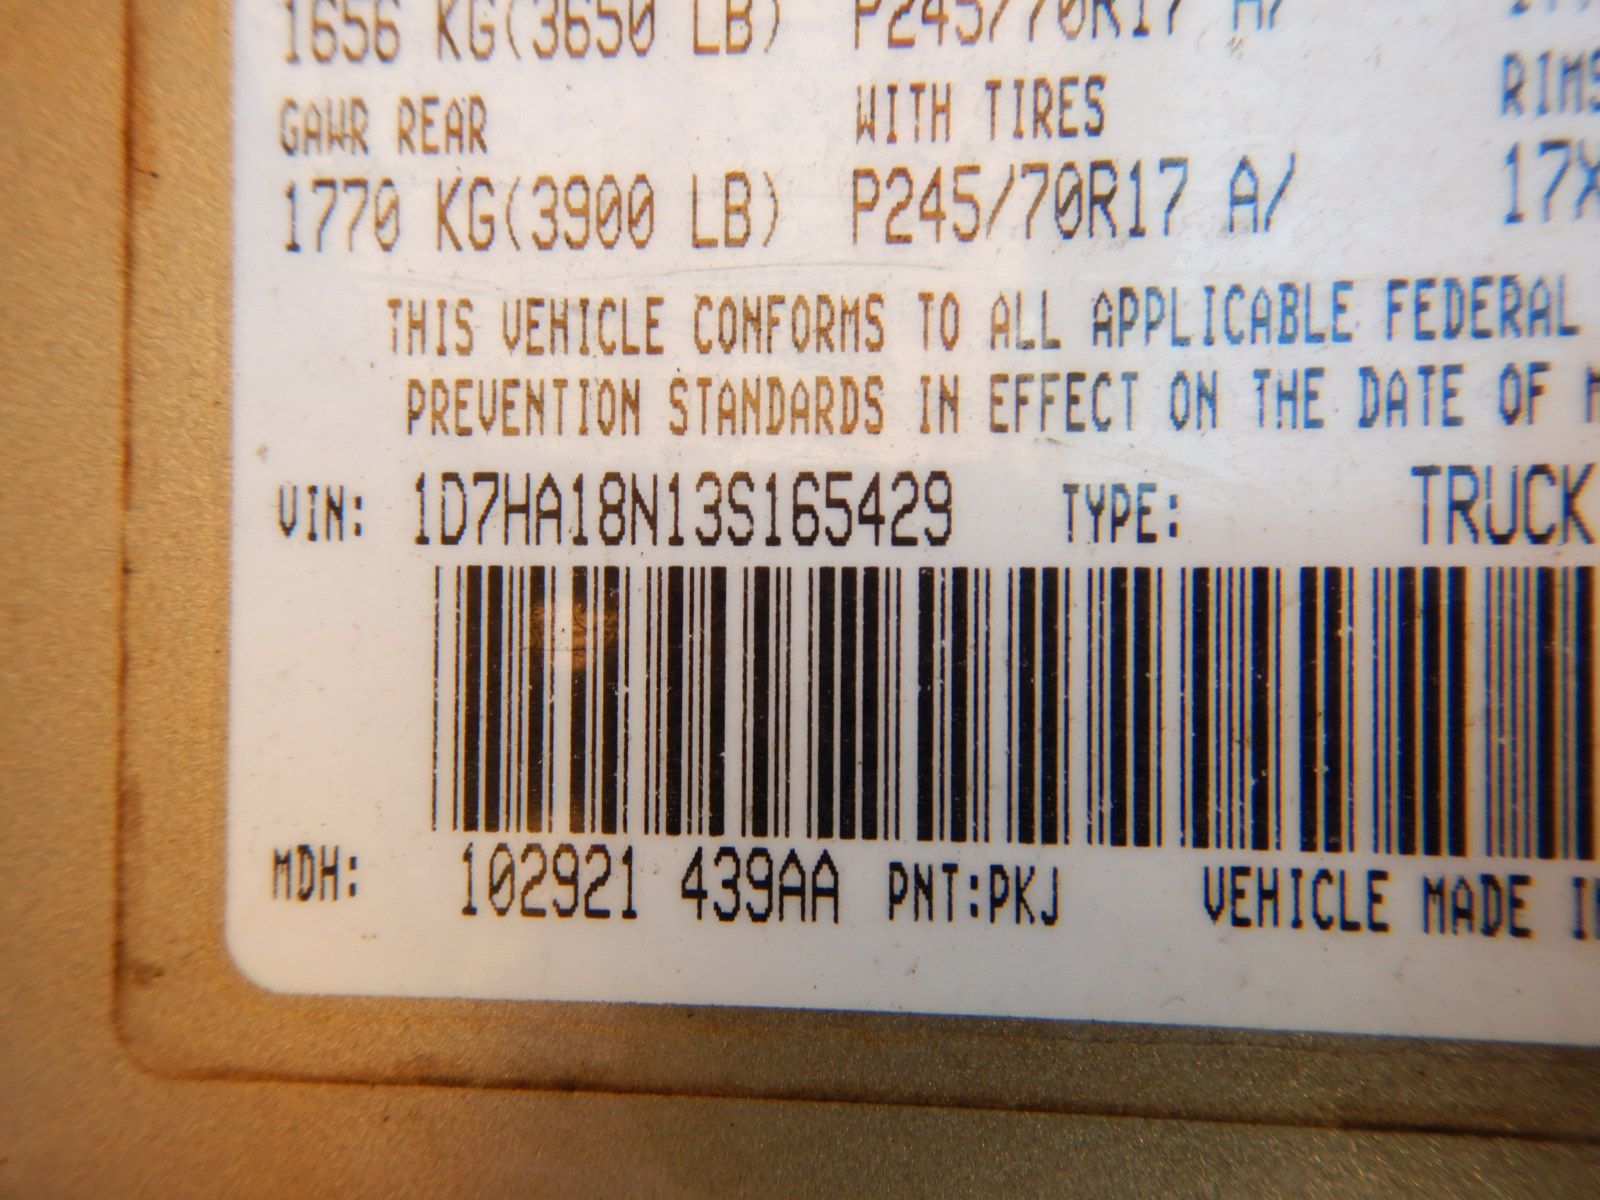 1656 KG(3650 LB) P245/70R17 A/
GAWR REAR WITH TIRES RIMS
1770 KG(3900 LB) P245/70R17 A/ 17X
THIS VEHICLE CONFORMS TO ALL APPLICABLE FEDERAL
PREVENTION STANDARDS IN EFFECT ON THE DATE OF
VIN: 1D7HA18N13S165429 TYPE: TRUCK
MDH: 102921 439AA PNT:PKJ VEHICLE MADE